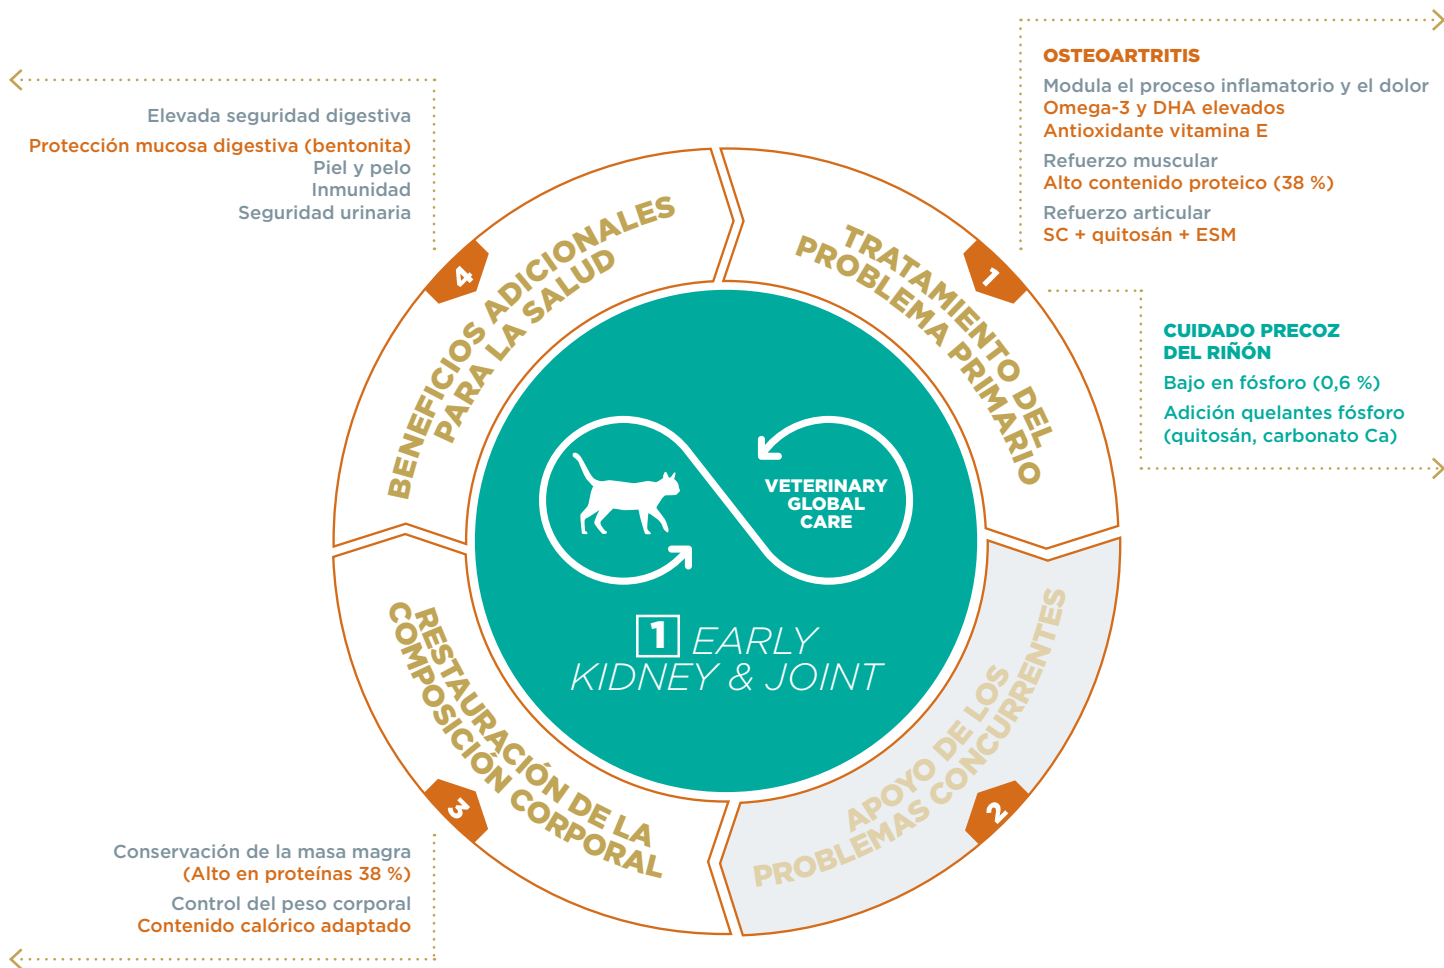 OSTEOARTRITIS
Modula el proceso inflamatorio y el dolor
Omega-3 y DHA elevados
Antioxidante vitamina E
Refuerzo muscular
Alto contenido proteico (38 %)
Refuerzo articular
SC + quitosán + ESM
CUIDADO PRECOZ
DEL RIÑÓN
Bajo en fósforo (0,6 %)
Adición quelantes fósforo
(quitosán, carbonato Ca)
Elevada seguridad digestiva
Protección mucosa digestiva (bentonita)
Piel y pelo
Inmunidad
Seguridad urinaria
1
TRATAMIENTO DEL
PROBLEMA PRIMARIO
2
APOYO DE LOS
PROBLEMAS CONCURRENTES
3
RESTAURACIÓN DE LA
COMPOSICIÓN CORPORAL
4
BENEFICIOS ADICIONALES
PARA LA SALUD
VETERINARY
GLOBAL
CARE
1 EARLY
KIDNEY & JOINT
Conservación de la masa magra
(Alto en proteínas 38 %)
Control del peso corporal
Contenido calórico adaptado